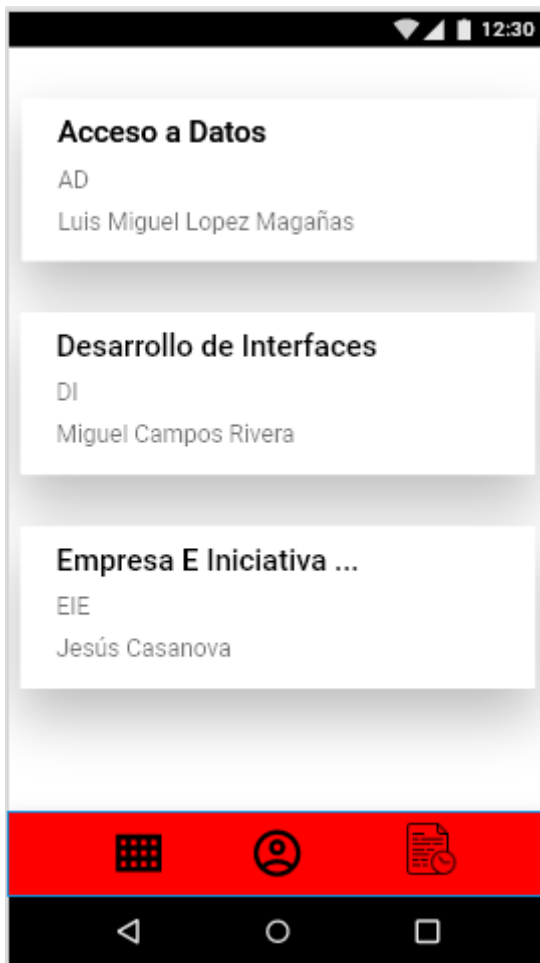 12:30
Acceso a Datos
AD
Luis Miguel Lopez Magañas
Desarrollo de Interfaces
DI
Miguel Campos Rivera
Empresa E Iniciativa ...
EIE
Jesús Casanova